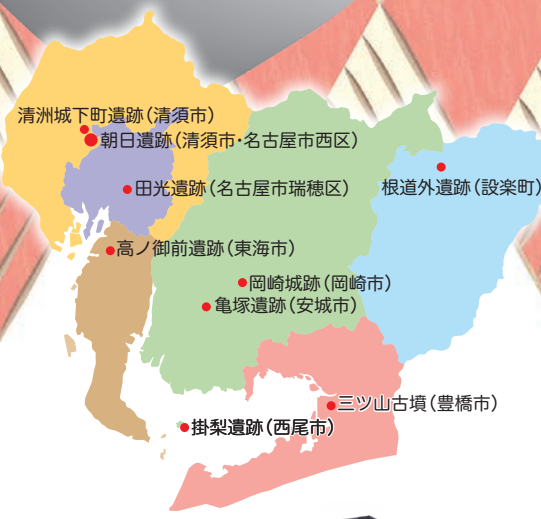 清洲城下町遺跡(清須市)
朝日遺跡(清須市・名古屋市西区)
田光遺跡(名古屋市瑞穂区)
根道外遺跡(設楽町)
高ノ御前遺跡(東海市)
岡崎城跡(岡崎市)
亀塚遺跡(安城市)
三ツ山古墳(豊橋市)
掛梨遺跡(西尾市)